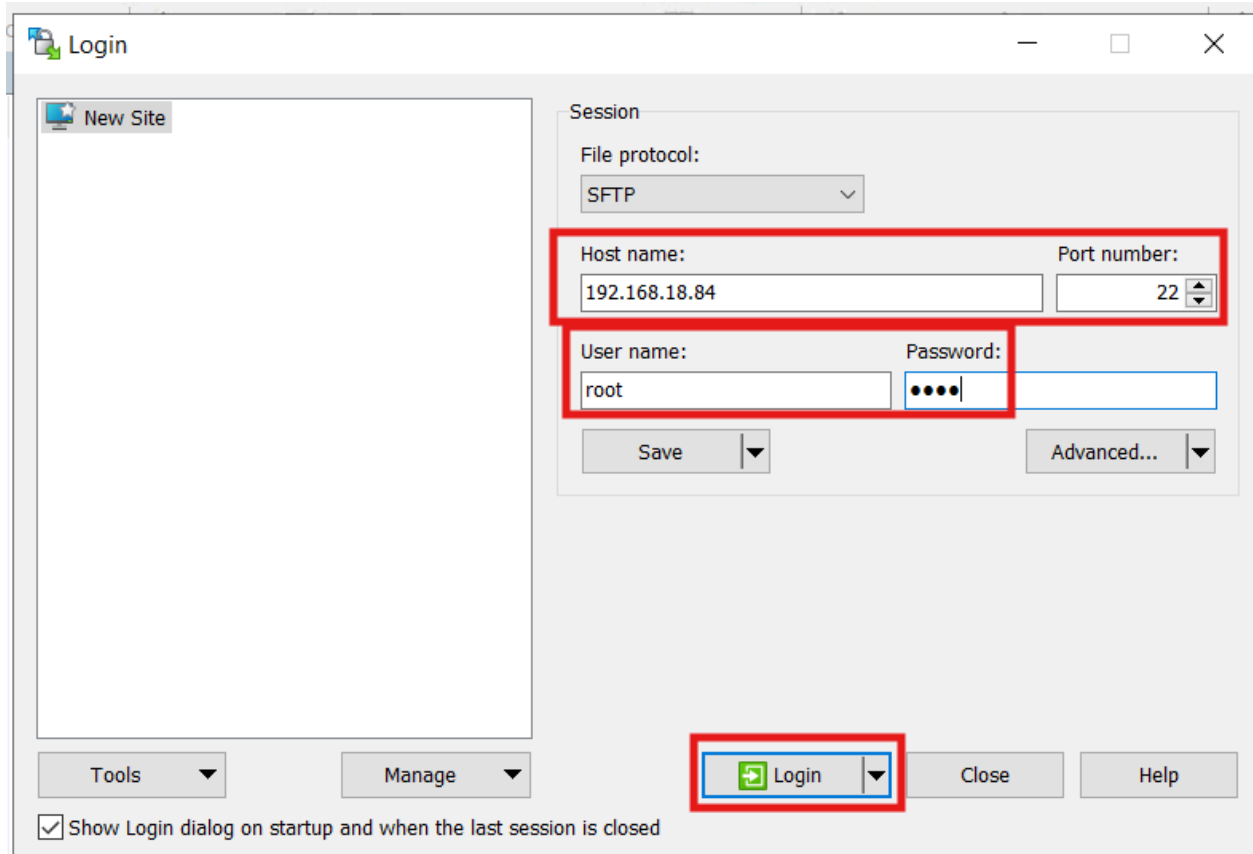 Login
New Site
Session
File protocol:
SFTP
Host name:
Port number:
192.168.18.84
22
User name:
Password:
root
••••
Save
Advanced...
Tools
Manage
Login
Close
Help
Show Login dialog on startup and when the last session is closed